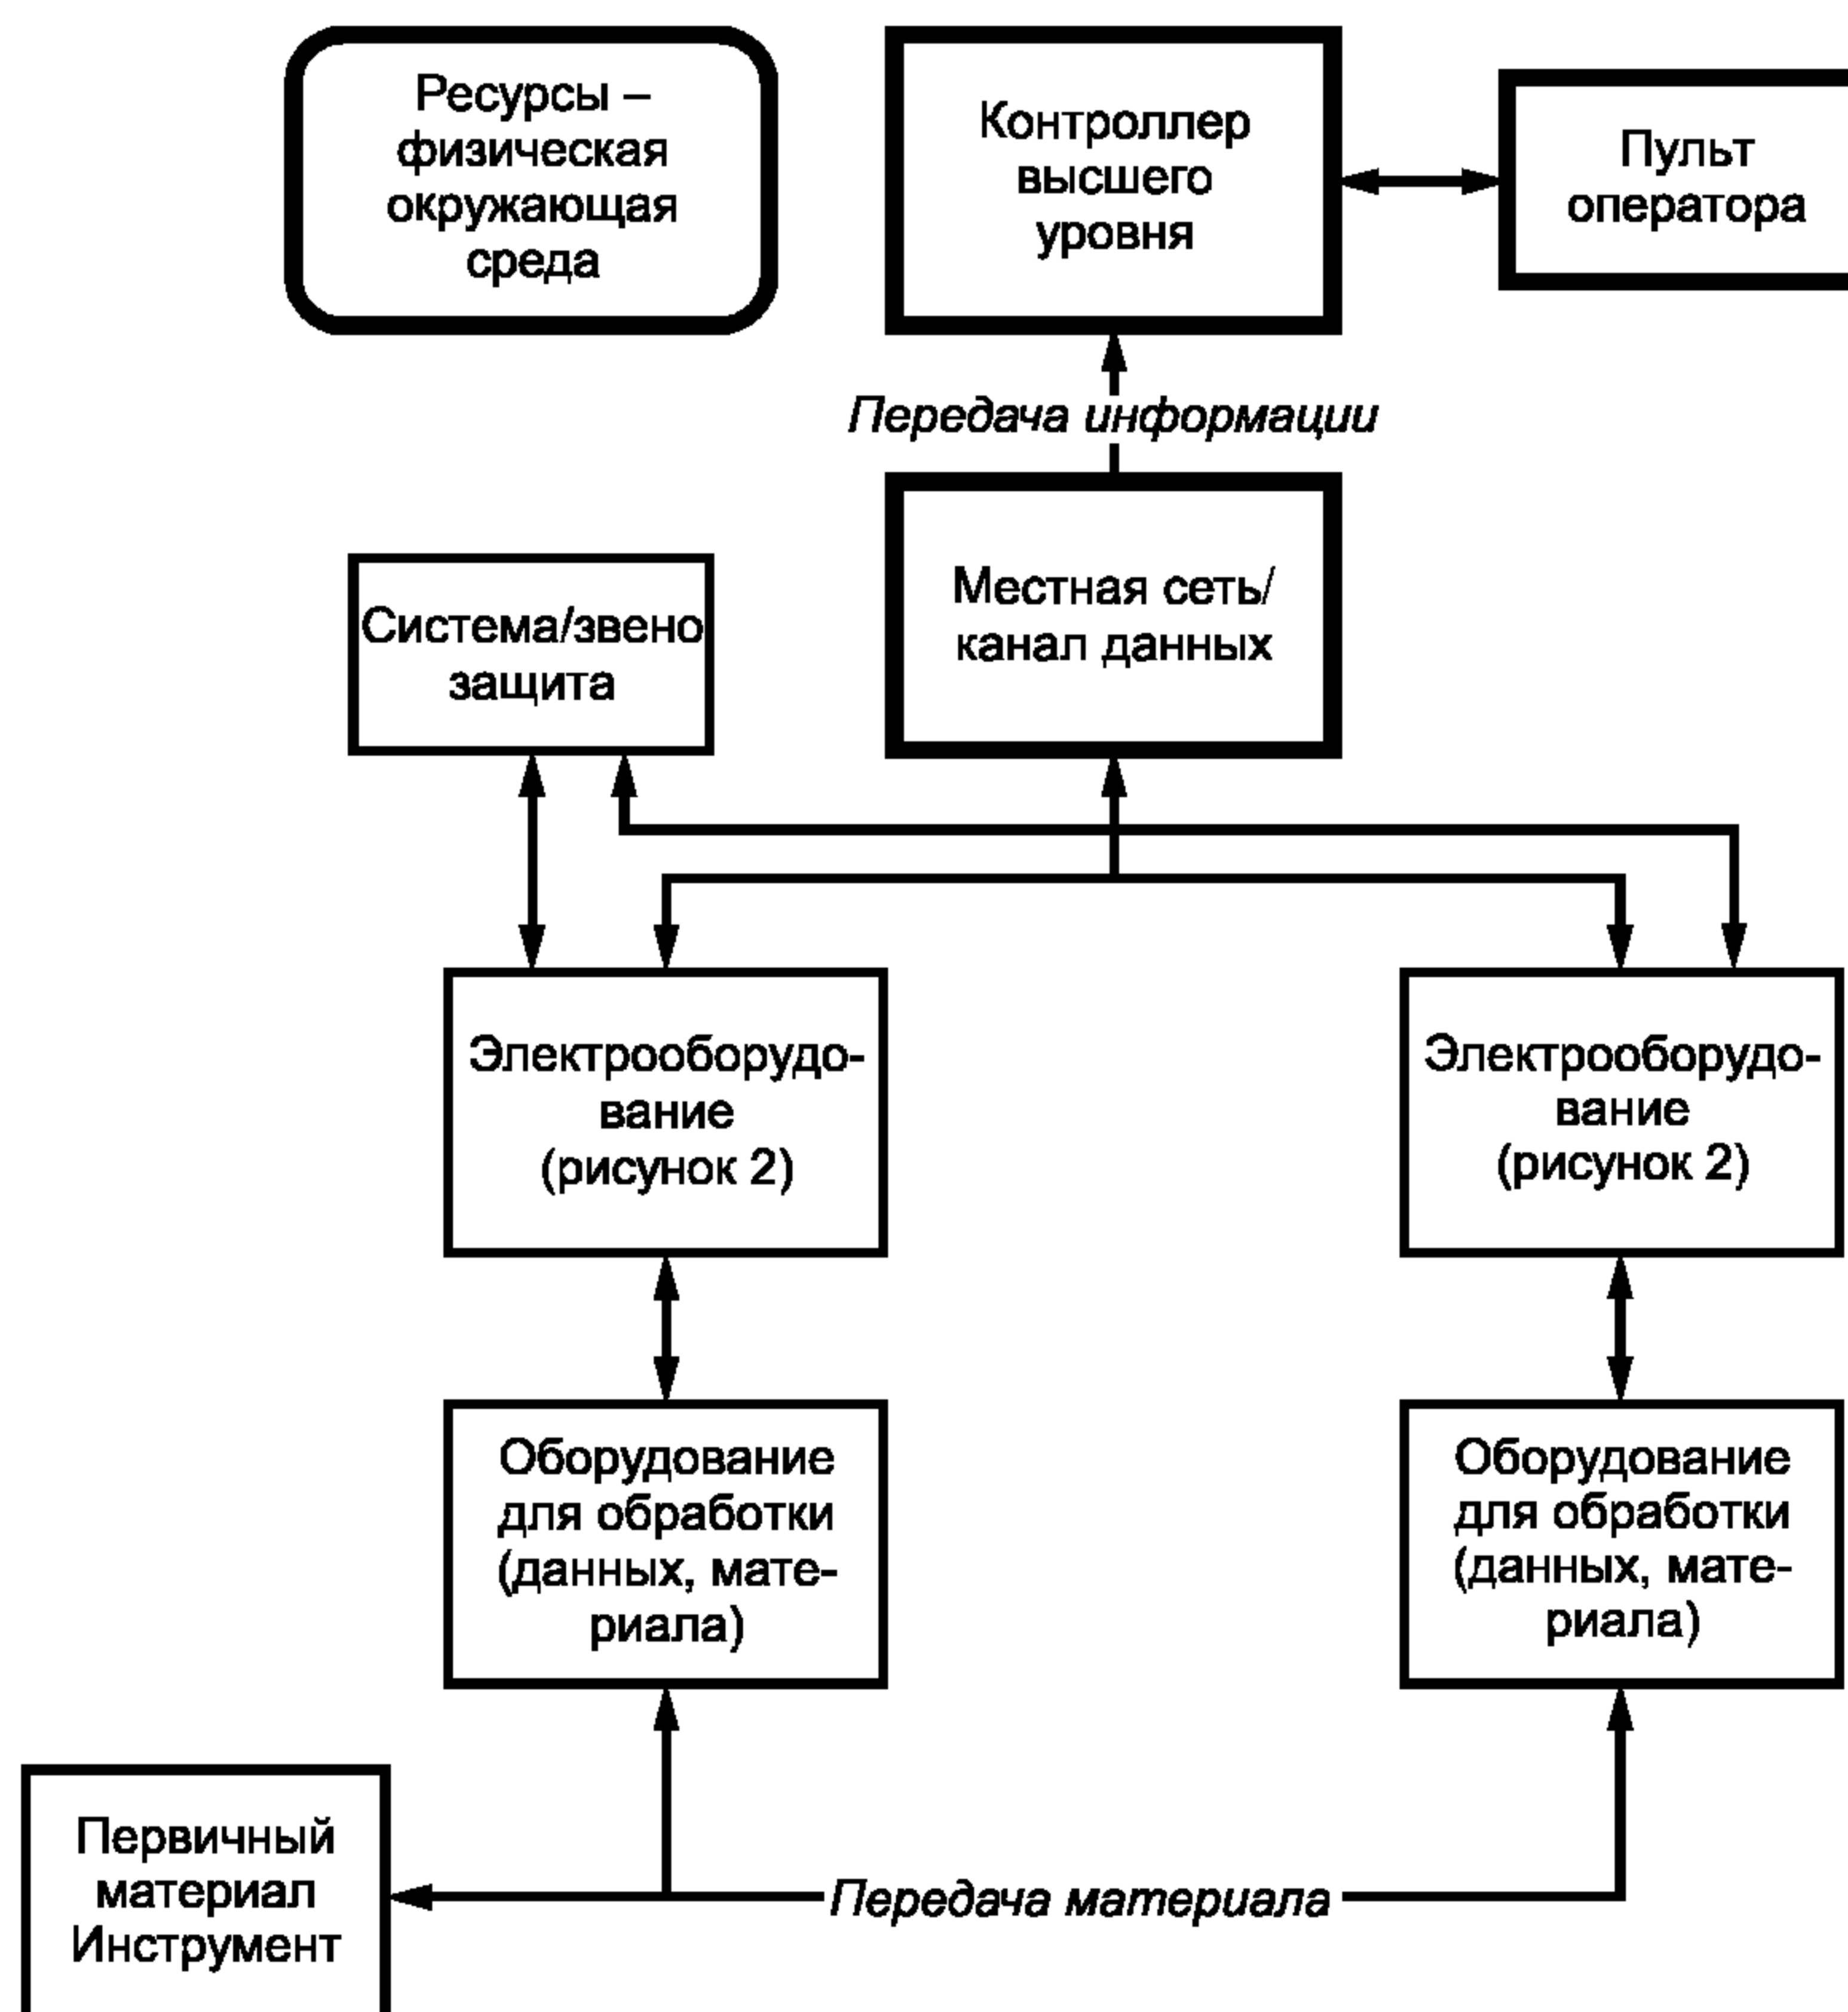 Ресурсы –
физическая
окружающая
среда
Контроллер
высшего
уровня
Пульт
оператора
Передача информации
Местная сеть/
канал данных
Система/звено
защита
Электрооборудо-
вание
(рисунок 2)
Электрооборудо-
вание
(рисунок 2)
Оборудование
для обработки
(данных, мате-
риала)
Оборудование
для обработки
(данных, мате-
риала)
Первичный
материал
Инструмент
Передача материала